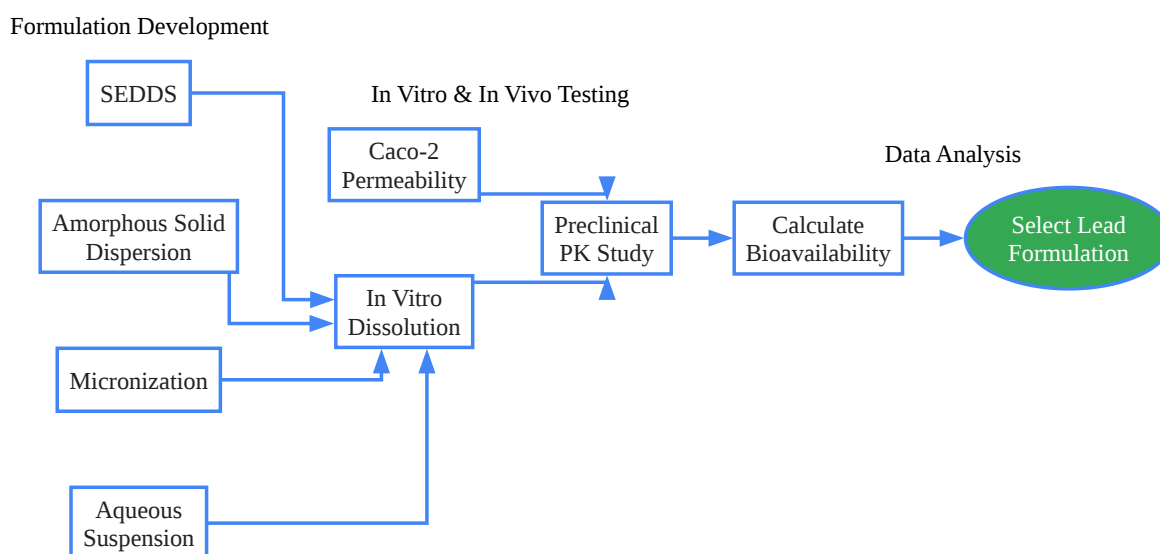 Formulation Development
SEDDS
In Vitro & In Vivo Testing
Caco-2
Permeability
Data Analysis
Amorphous Solid
Dispersion
Preclinical
PK Study
Calculate
Bioavailability
Select Lead
Formulation
In Vitro
Dissolution
Micronization
Aqueous
Suspension